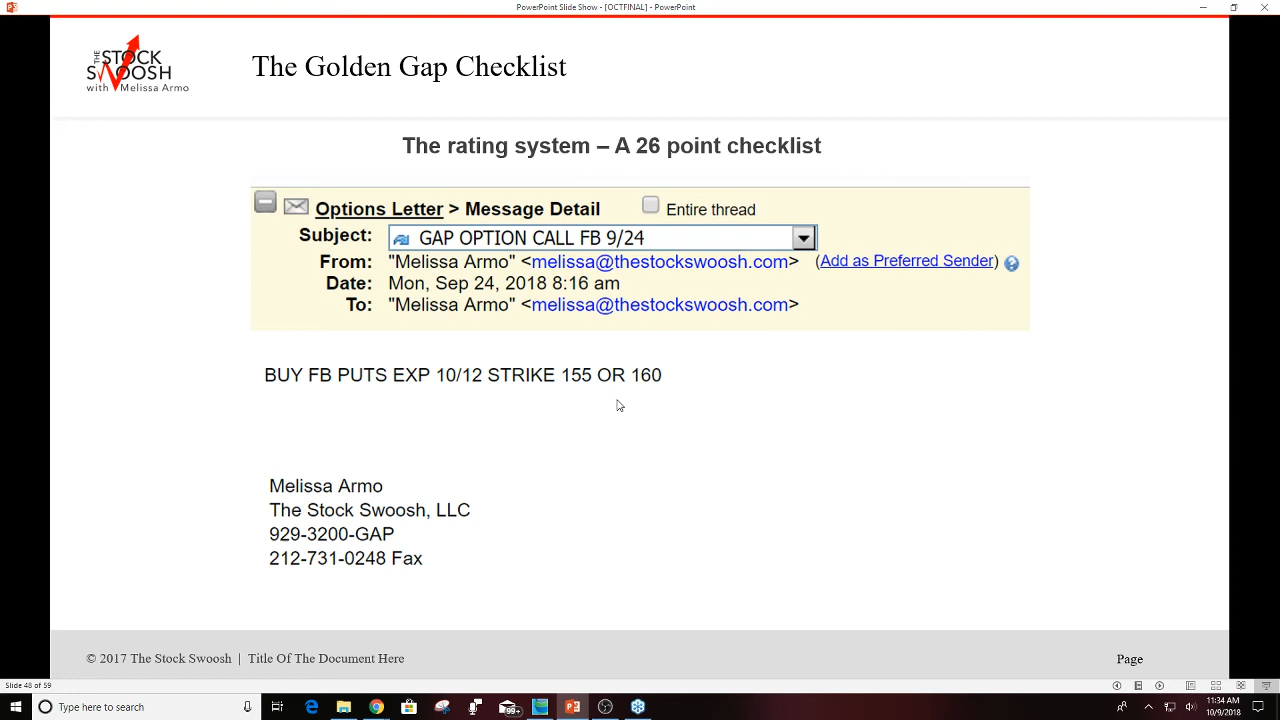 PowerPoint Slide Show - [OCTFINAL] - PowerPoint
THE STOCK SWOOSH
with Melissa Armo
The Golden Gap Checklist
The rating system – A 26 point checklist
Options Letter > Message Detail Entire thread
Subject: GAP OPTION CALL FB 9/24
From: "Melissa Armo" <melissa@thestockswoosh.com> (Add as Preferred Sender) ?
Date: Mon, Sep 24, 2018 8:16 am
To: "Melissa Armo" <melissa@thestockswoosh.com>
BUY FB PUTS EXP 10/12 STRIKE 155 OR 160
Melissa Armo
The Stock Swoosh, LLC
929-3200-GAP
212-731-0248 Fax
© 2017 The Stock Swoosh | Title Of The Document Here Page
Slide 48 of 59
Type here to search 99+ 11:34 AM
10/9/2018